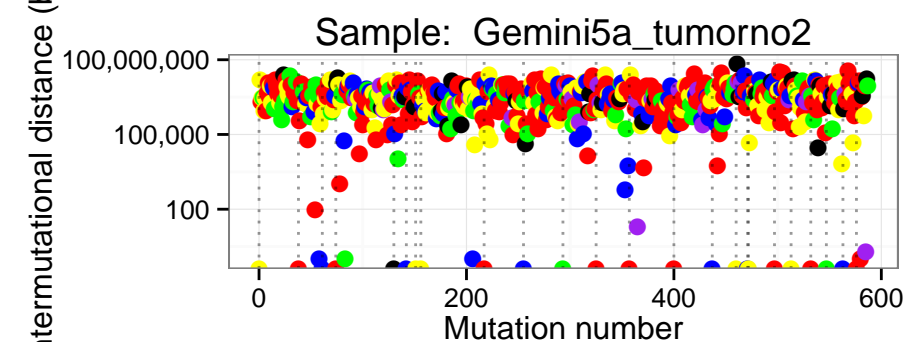 Sample: Gemini5a_tumorno2
ntermutational distance (
100,000,000
100,000
100
0 200 400 600
Mutation number